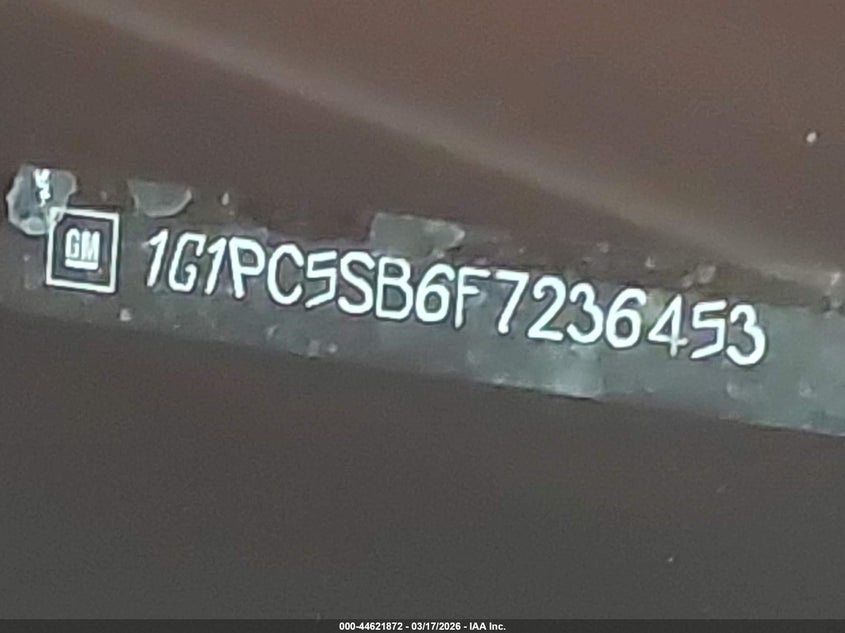 GM 1G1PC5SB6F7236453
000-44621872 - 03/17/2026 - IAA Inc.